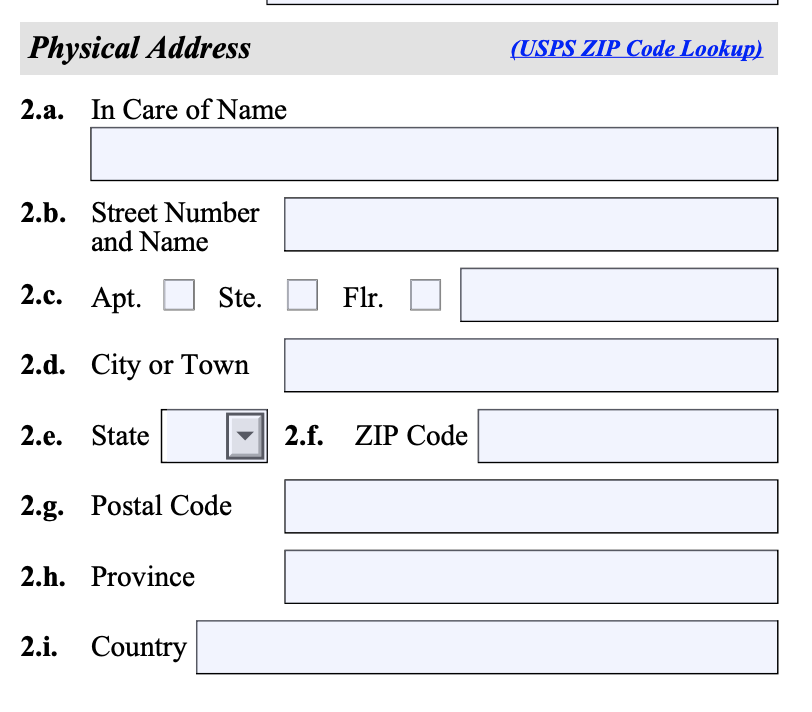 Physical Address (USPS ZIP Code Lookup)
2.a. In Care of Name
2.b. Street Number
and Name
2.c. Apt. Ste. Flr.
2.d. City or Town
2.e. State 2.f. ZIP Code
2.g. Postal Code
2.h. Province
2.i. Country